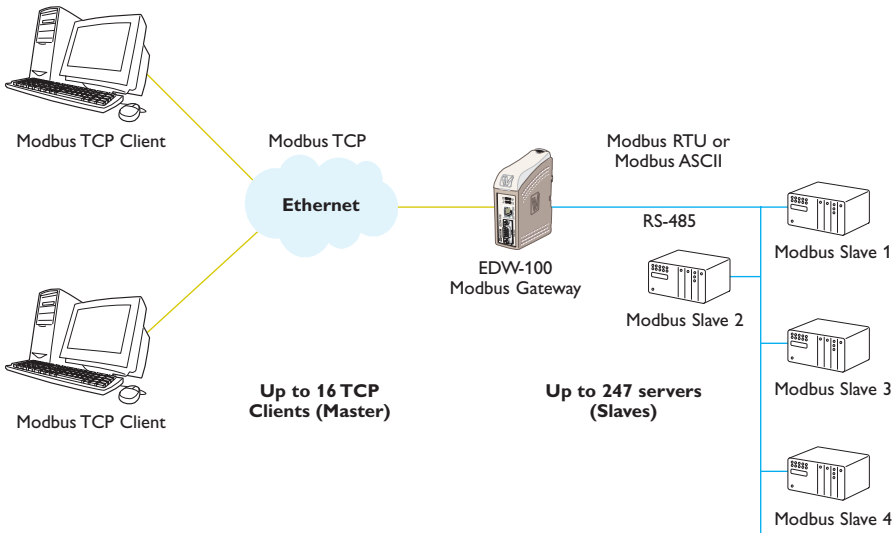 Modbus TCP Client
Modbus TCP
Ethernet
Modbus RTU or
Modbus ASCII
RS-485
EDW-100
Modbus Gateway
Modbus Slave 1
Modbus Slave 2
Modbus Slave 3
Modbus Slave 4
Modbus TCP Client
Up to 16 TCP
Clients (Master)
Up to 247 servers
(Slaves)